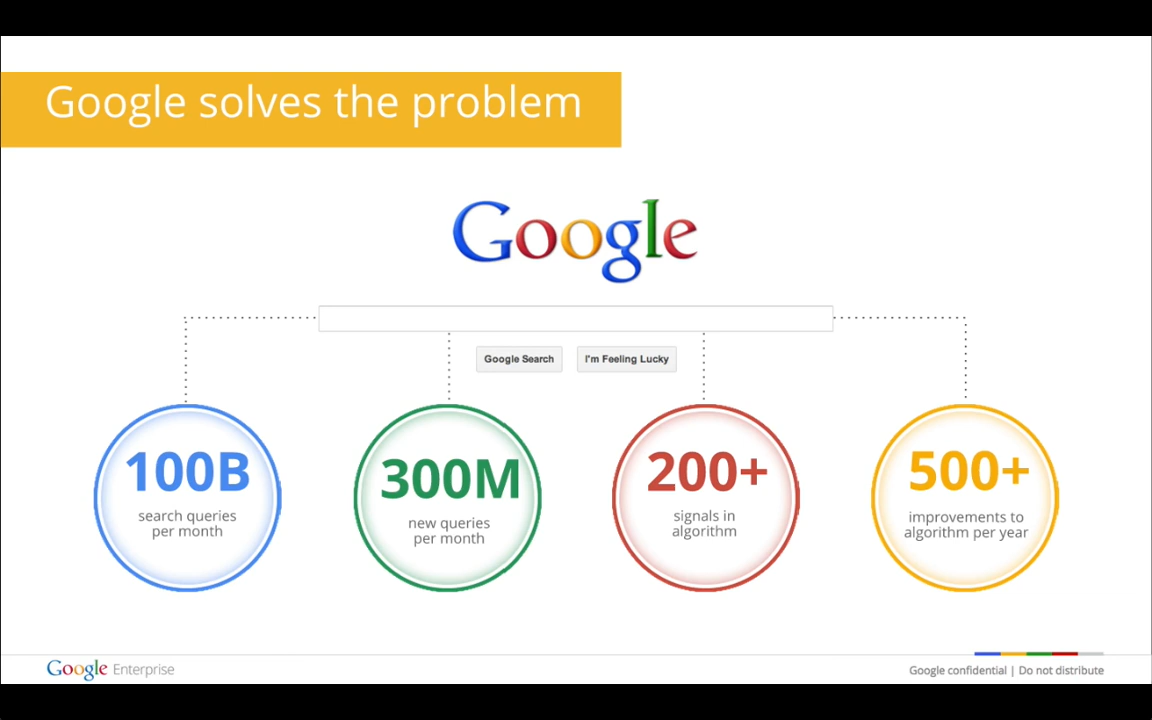 Google solves the problem
Google
Google Search
I'm Feeling Lucky
100B
search queries
per month
300M
new queries
per month
200+
signals in
algorithm
500+
improvements to
algorithm per year
Google Enterprise
Google confidential | Do not distribute